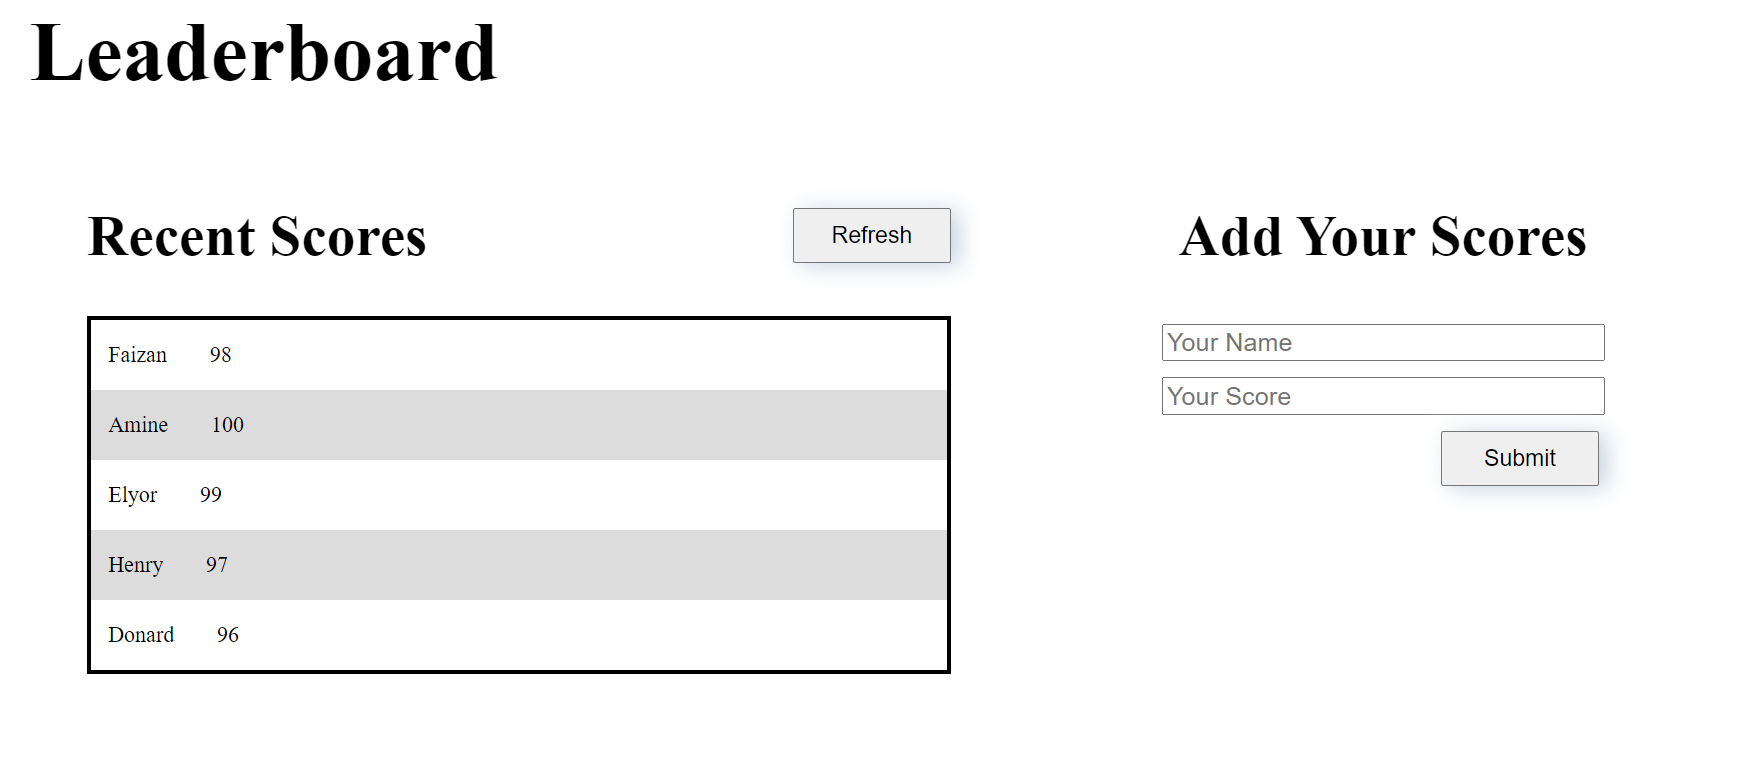 Leaderboard
Recent Scores
Refresh
Faizan 98
Amine 100
Elyor 99
Henry 97
Donard 96
Add Your Scores
Your Name
Your Score
Submit